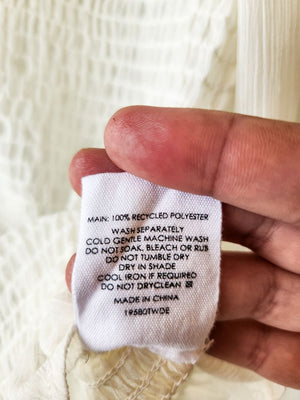 MAIN: 100% RECYCLED POLYESTER
WASH SEPARATELY
COLD GENTLE MACHINE WASH
DO NOT SOAK, BLEACH OR RUB
DO NOT TUMBLE DRY
DRY IN SHADE
COOL IRON IF REQUIRED
DO NOT DRYCLEAN
MADE IN CHINA
19580TWDE